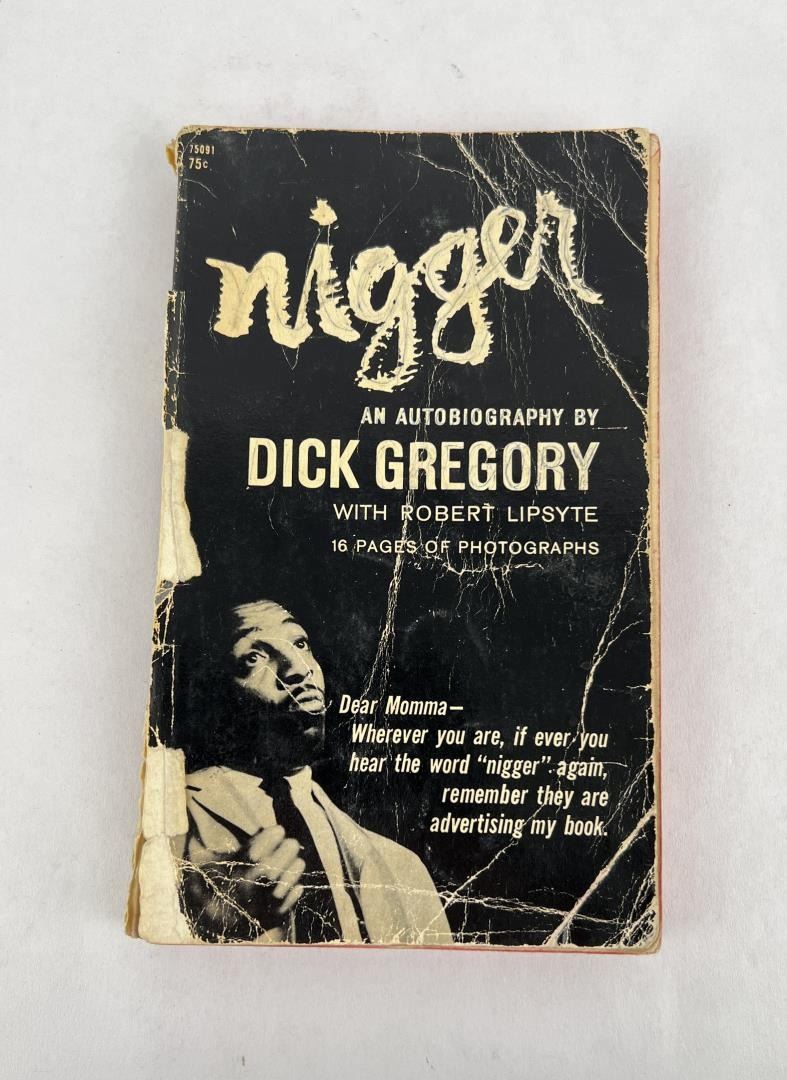 75091
75c
nigger
AN AUTOBIOGRAPHY BY
DICK GREGORY
WITH ROBERT LIPSYTE
16 PAGES OF PHOTOGRAPHS
Dear Momma—
Wherever you are, if ever you
hear the word "nigger" again,
remember they are
advertising my book.